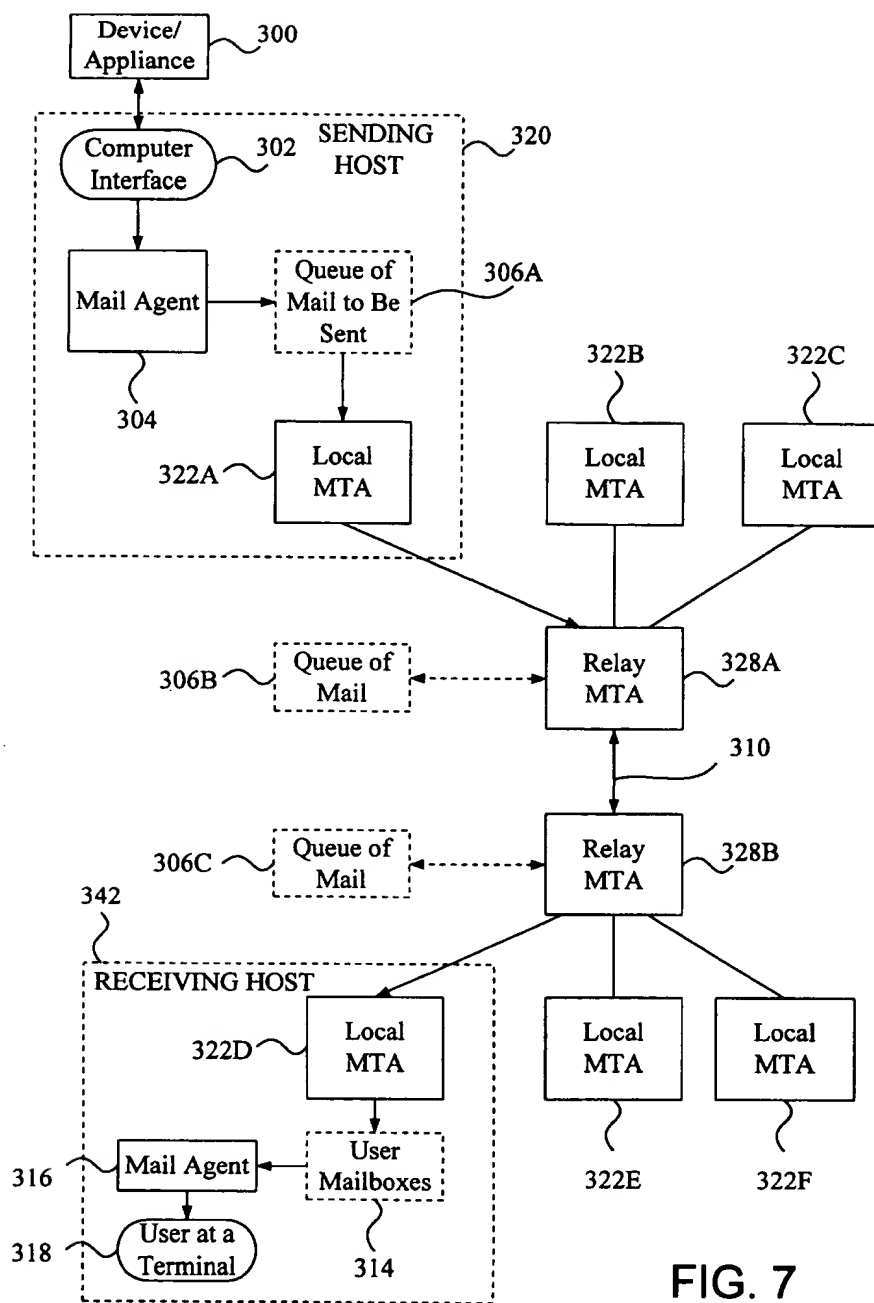 Device/
Appliance
300
SENDING
HOST
320
Computer
Interface
302
Mail Agent
304
Queue of
Mail to Be
Sent
306A
322A
Local
MTA
322B
Local
MTA
322C
Local
MTA
306B
Queue of
Mail
Relay
MTA
328A
310
306C
Queue of
Mail
Relay
MTA
328B
342
RECEIVING HOST
322D
Local
MTA
Local
MTA
322E
Local
MTA
322F
316
Mail Agent
User
Mailboxes
314
318
User at a
Terminal
FIG. 7